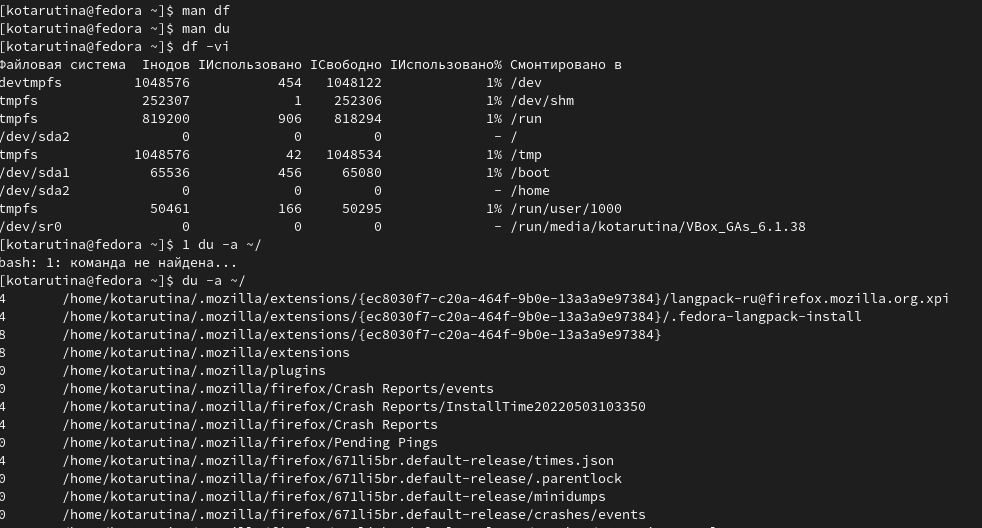 [kotarutina@fedora ~]$ man df
[kotarutina@fedora ~]$ man du
[kotarutina@fedora ~]$ df -vi
Файловая система Iнодов IИспользовано IСвободно IИспользовано% Смонтировано в
devtmpfs 1048576 454 1048122 1% /dev
tmpfs 252307 1 252306 1% /dev/shm
tmpfs 819200 906 818294 1% /run
/dev/sda2 0 0 0 - /
tmpfs 1048576 42 1048534 1% /tmp
/dev/sda1 65536 456 65080 1% /boot
/dev/sda2 0 0 0 - /home
tmpfs 50461 166 50295 1% /run/user/1000
/dev/sr0 0 0 0 - /run/media/kotarutina/VBox_GAs_6.1.38
[kotarutina@fedora ~]$ 1 du -a ~/
bash: 1: команда не найдена...
[kotarutina@fedora ~]$ du -a ~/
4 /home/kotarutina/.mozilla/extensions/{ec8030f7-c20a-464f-9b0e-13a3a9e97384}/langpack-ru@firefox.mozilla.org.xpi
4 /home/kotarutina/.mozilla/extensions/{ec8030f7-c20a-464f-9b0e-13a3a9e97384}/.fedora-langpack-install
8 /home/kotarutina/.mozilla/extensions/{ec8030f7-c20a-464f-9b0e-13a3a9e97384}
8 /home/kotarutina/.mozilla/extensions
0 /home/kotarutina/.mozilla/plugins
0 /home/kotarutina/.mozilla/firefox/Crash Reports/events
4 /home/kotarutina/.mozilla/firefox/Crash Reports/InstallTime20220503103350
4 /home/kotarutina/.mozilla/firefox/Crash Reports
0 /home/kotarutina/.mozilla/firefox/Pending Pings
4 /home/kotarutina/.mozilla/firefox/671li5br.default-release/times.json
0 /home/kotarutina/.mozilla/firefox/671li5br.default-release/.parentlock
0 /home/kotarutina/.mozilla/firefox/671li5br.default-release/minidumps
0 /home/kotarutina/.mozilla/firefox/671li5br.default-release/crashes/events